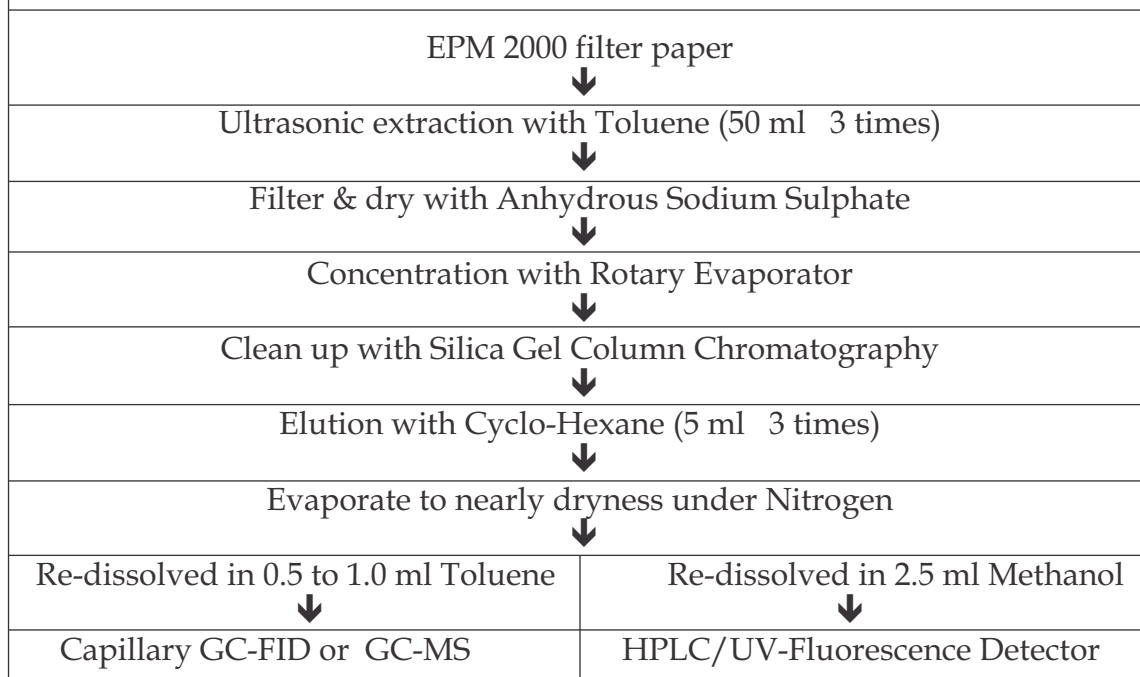 EPM 2000 filter paper
Ultrasonic extraction with Toluene (50 ml 3 times)
Filter & dry with Anhydrous Sodium Sulphate
Concentration with Rotary Evaporator
Clean up with Silica Gel Column Chromatography
Elution with Cyclo-Hexane (5 ml 3 times)
Evaporate to nearly dryness under Nitrogen
Re-dissolved in 0.5 to 1.0 ml Toluene
Re-dissolved in 2.5 ml Methanol
Capillary GC-FID or GC-MS
HPLC/UV-Fluorescence Detector